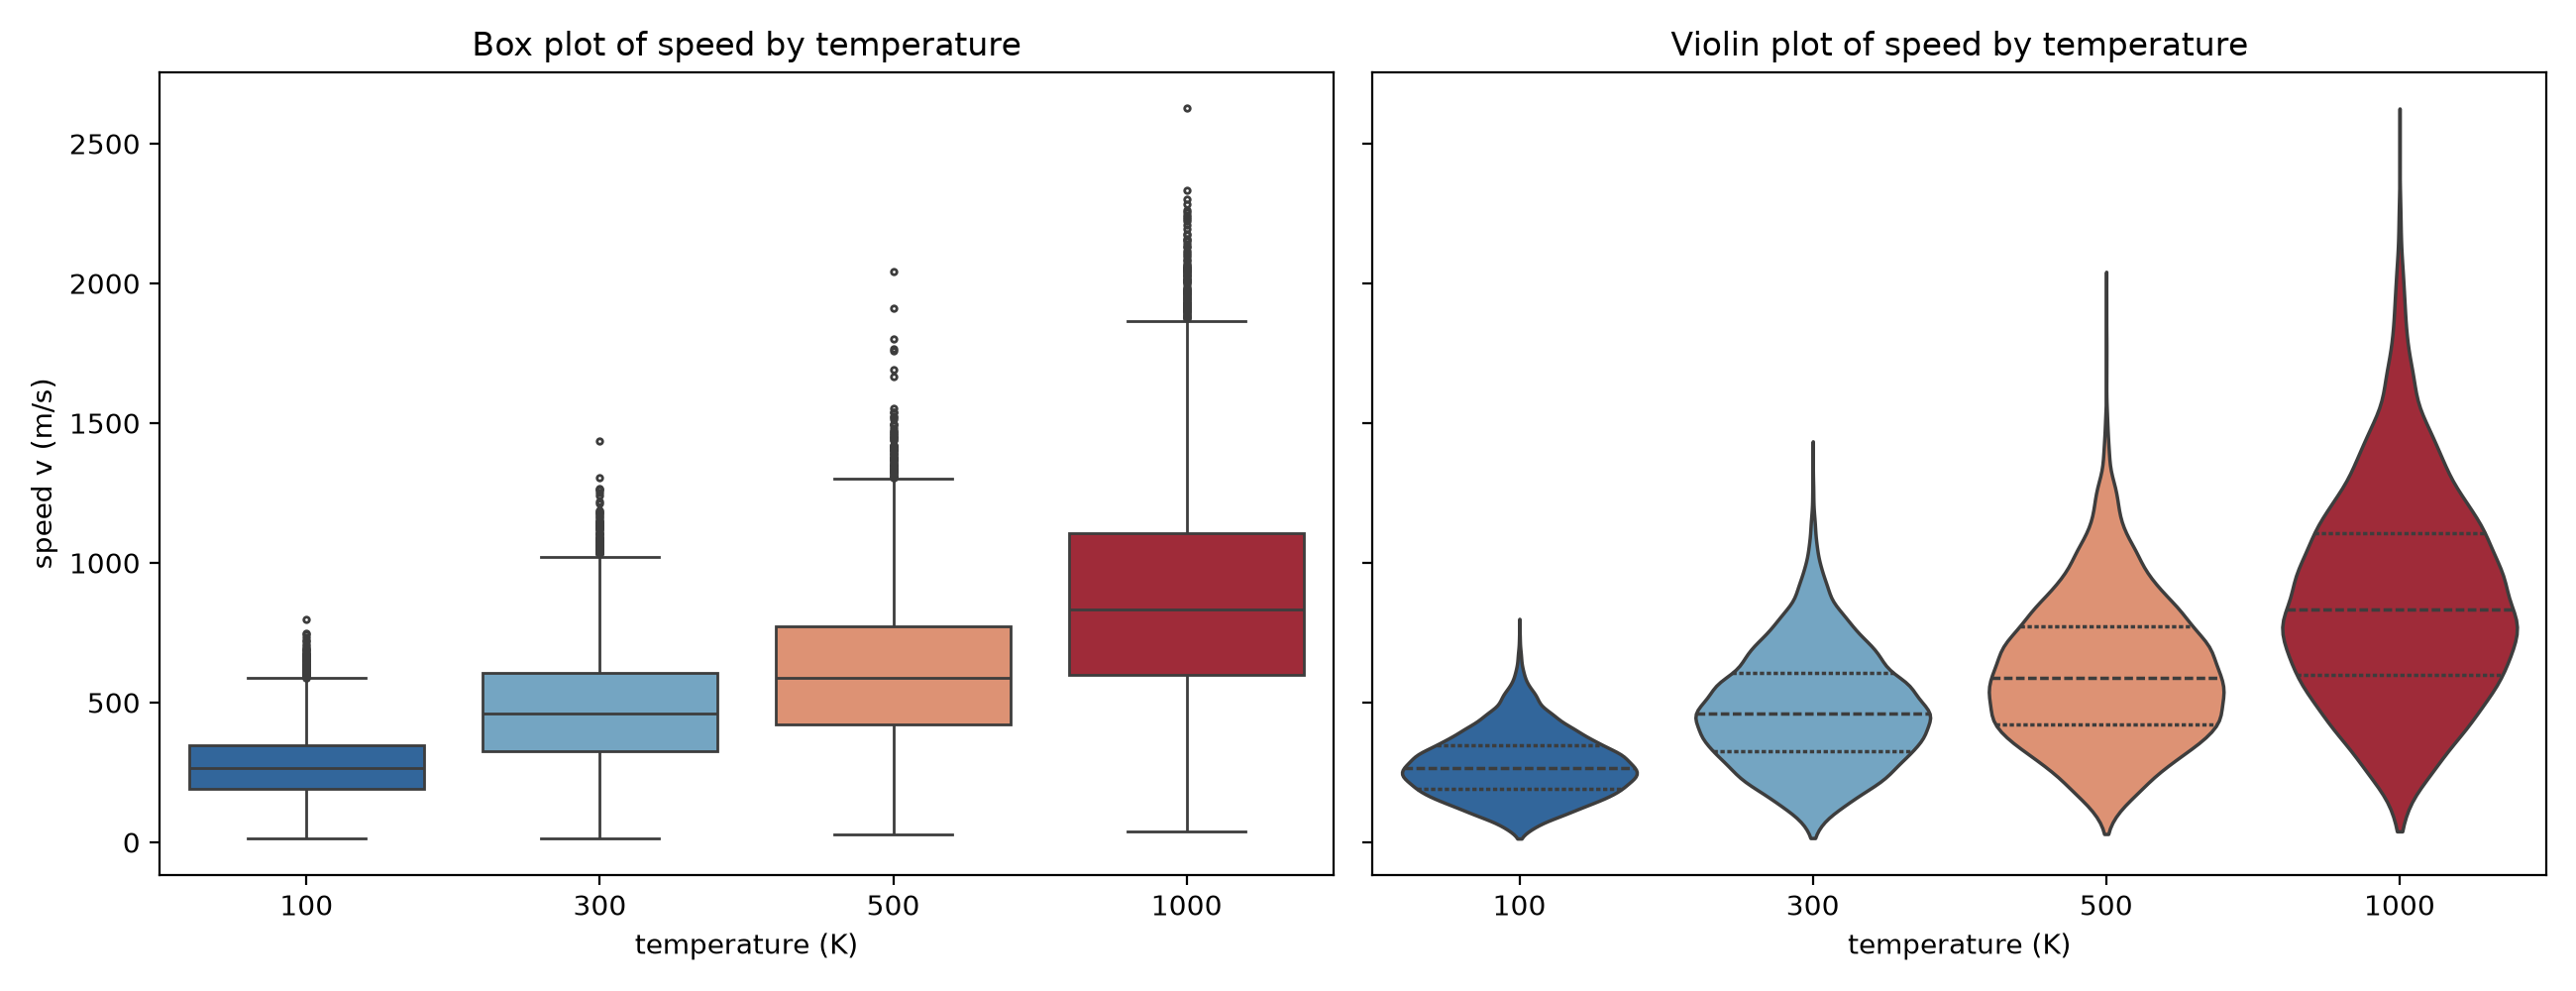 Box plot of speed by temperature
Violin plot of speed by temperature
speed v (m/s)
2500
2000
1500
1000
500
0
100 300 500 1000
temperature (K)
100 300 500 1000
temperature (K)